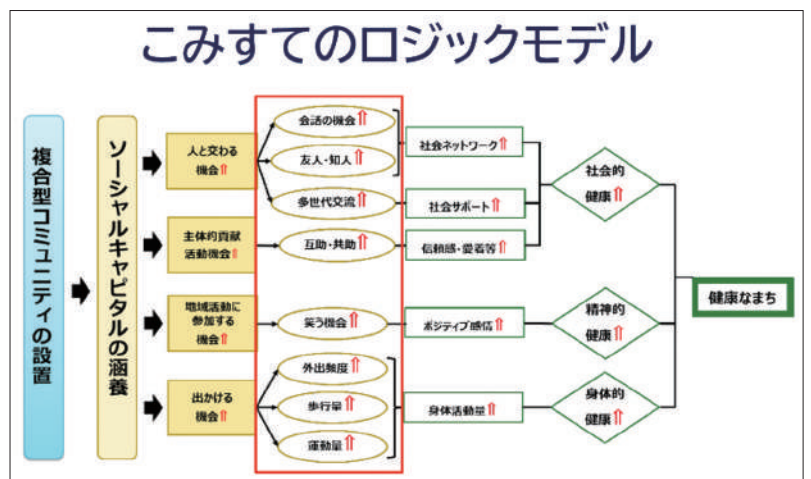 こみすてのロジックモデル
複合型コミュニティの設置
ソーシャルキャピタルの涵養
人と交わる
機会⇑
主体的貢献
活動機会⇑
地域活動に
参加する
機会⇑
出かける
機会⇑
会話の機会⇑
友人・知人⇑
多世代交流⇑
互助・共助⇑
笑う機会⇑
外出頻度⇑
歩行量⇑
運動量⇑
社会ネットワーク⇑
社会サポート⇑
信頼感・愛着等⇑
ポジティブ感情⇑
身体活動量⇑
社会的
健康⇑
精神的
健康⇑
身体的
健康⇑
健康なまち